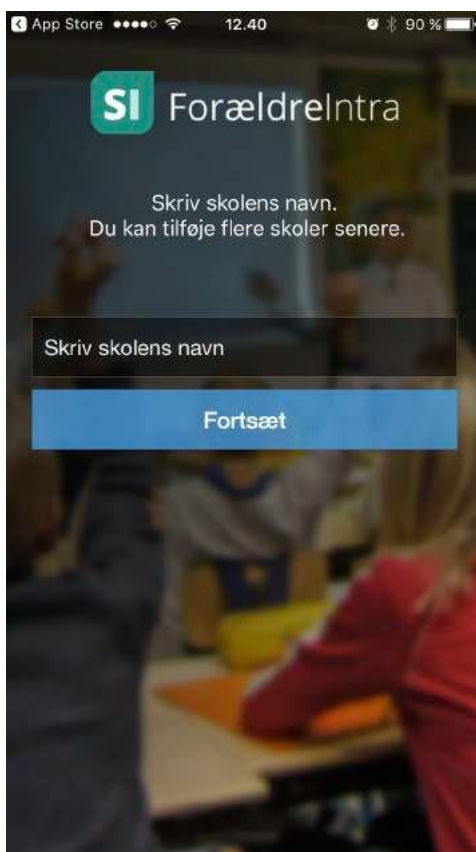 App Store 12.40 90 %
SI ForældreIntra
Skriv skolens navn.
Du kan tilføje flere skoler senere.
Skriv skolens navn
Fortsæt